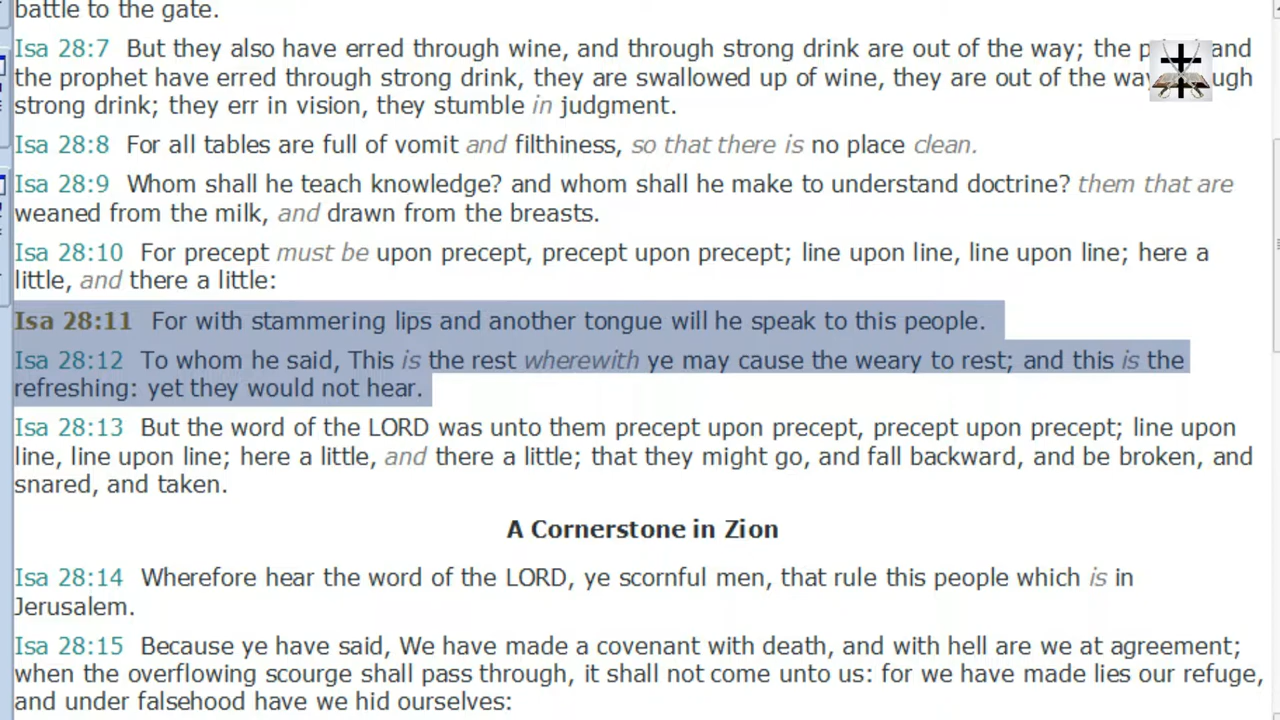 battle to the gate.
Isa 28:7 But they also have erred through wine, and through strong drink are out of the way; the and
the prophet have erred through strong drink, they are swallowed up of wine, they are out of the way
strong drink; they err in vision, they stumble in judgment.
Isa 28:8 For all tables are full of vomit and filthiness, so that there is no place clean.
Isa 28:9 Whom shall he teach knowledge? and whom shall he make to understand doctrine? them that are
weaned from the milk, and drawn from the breasts.
Isa 28:10 For precept must be upon precept, precept upon precept; line upon line, line upon line; here a
little, and there a little:
Isa 28:11 For with stammering lips and another tongue will he speak to this people.
Isa 28:12 To whom he said, This is the rest wherewith ye may cause the weary to rest; and this is the
refreshing: yet they would not hear.
Isa 28:13 But the word of the LORD was unto them precept upon precept, precept upon precept; line upon
line, line upon line; here a little, and there a little; that they might go, and fall backward, and be broken, and
snared, and taken.
A Cornerstone in Zion
Isa 28:14 Wherefore hear the word of the LORD, ye scornful men, that rule this people which is in
Jerusalem.
Isa 28:15 Because ye have said, We have made a covenant with death, and with hell are we at agreement;
when the overflowing scourge shall pass through, it shall not come unto us: for we have made lies our refuge,
and under falsehood have we hid ourselves: